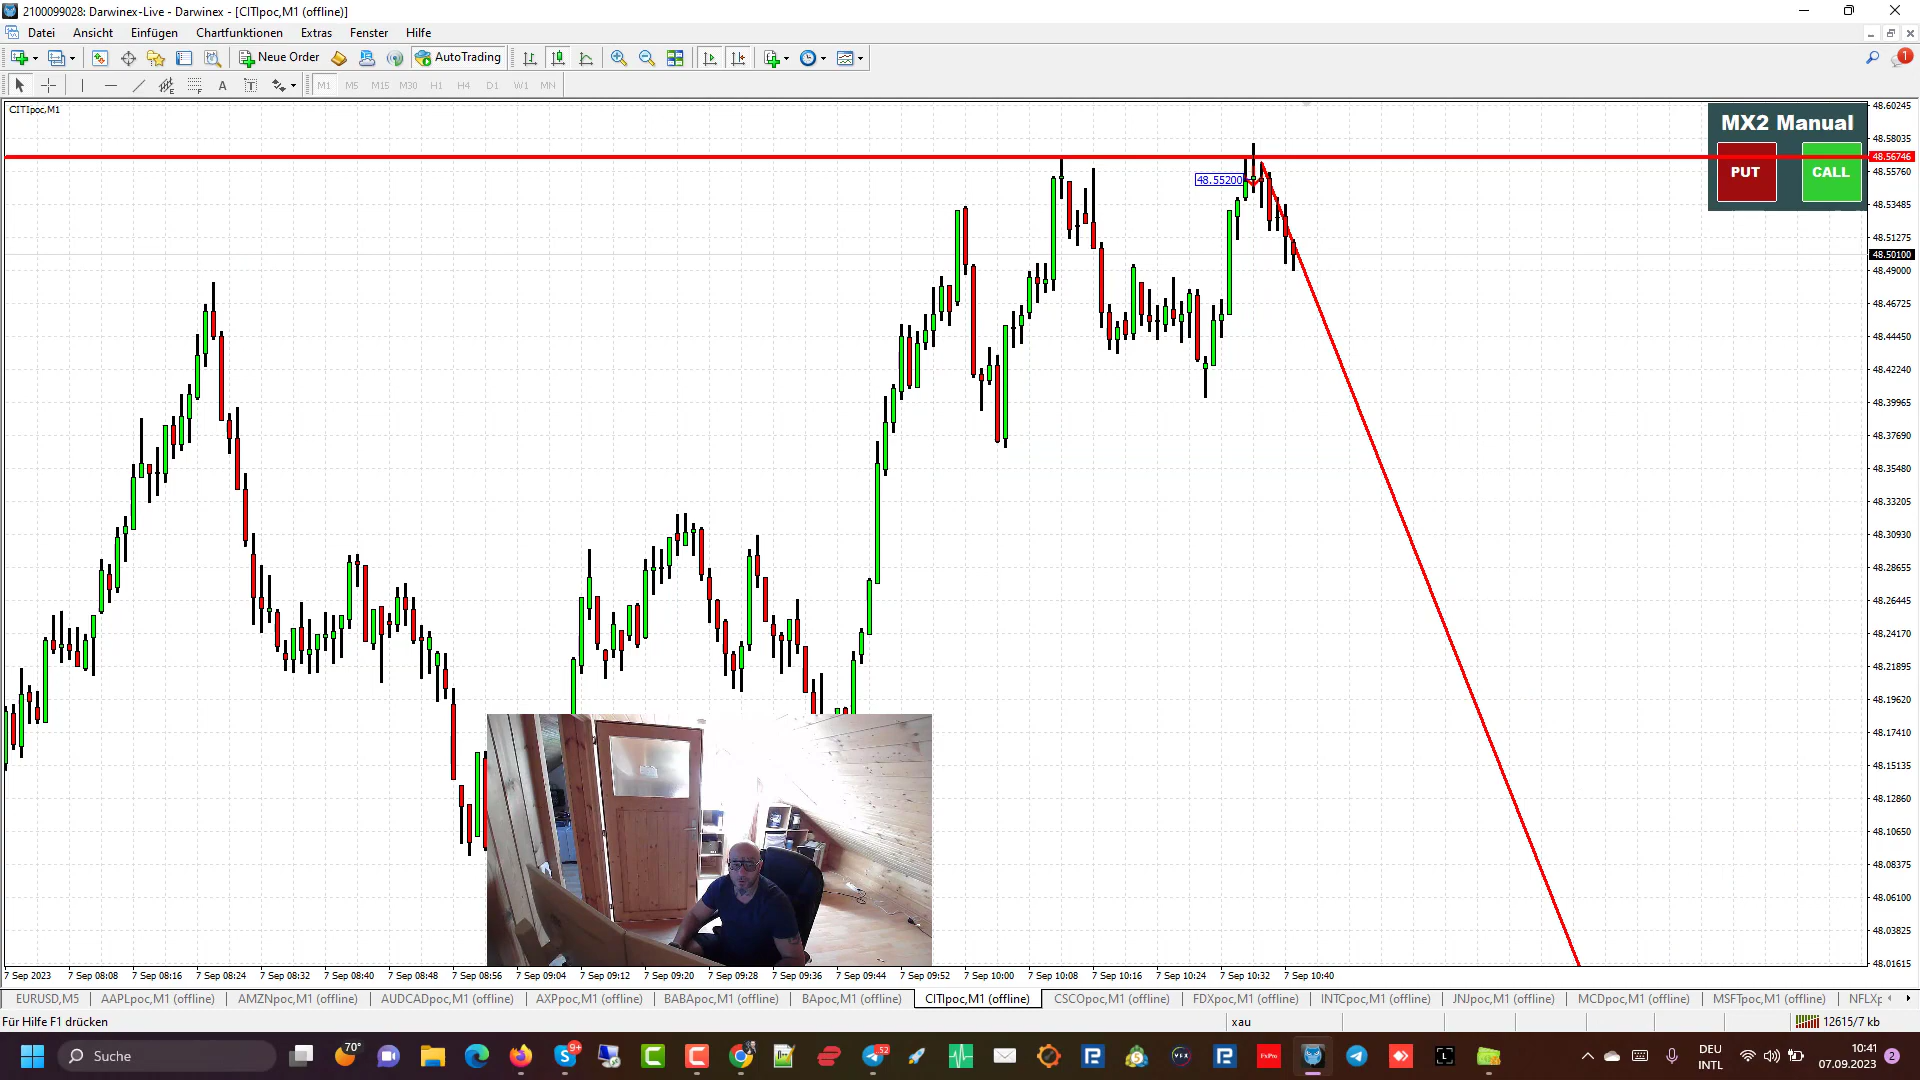 2100099028: Darwinex-Live - Darwinex - [CITIpoc,M1 (offline)]
Datei Ansicht Einfügen Chartfunktionen Extras Fenster Hilfe
Neue Order AutoTrading 1
A T M1 M5 M15 M30 H1 H4 D1 W1 MN
CITIpoc,M1
MX2 Manual
PUT CALL
48.55200
48.60245
48.58035
48.56746
48.55760
48.53485
48.51275
48.50100
48.49000
48.46725
48.44450
48.42240
48.39965
48.37690
48.35480
48.33205
48.30930
48.28655
48.26445
48.24170
48.21895
48.19620
48.17410
48.15135
48.12860
48.10650
48.08375
48.06100
48.03825
48.01615
7 Sep 2023 7 Sep 08:08 7 Sep 08:16 7 Sep 08:24 7 Sep 08:32 7 Sep 08:40 7 Sep 08:48 7 Sep 08:56 7 Sep 09:04 7 Sep 09:12 7 Sep 09:20 7 Sep 09:28 7 Sep 09:36 7 Sep 09:44 7 Sep 09:52 7 Sep 10:00 7 Sep 10:08 7 Sep 10:16 7 Sep 10:24 7 Sep 10:32 7 Sep 10:40
EURUSD,M5 AAPLpoc,M1 (offline) AMZNpoc,M1 (offline) AUDCADpoc,M1 (offline) AXPpoc,M1 (offline) BABApoc,M1 (offline) BApoc,M1 (offline) CITIpoc,M1 (offline) CSCOpoc,M1 (offline) FDXpoc,M1 (offline) INTCpoc,M1 (offline) JNJpoc,M1 (offline) MCDpoc,M1 (offline) MSFTpoc,M1 (offline) NFLXp
Für Hilfe F1 drücken xau 12615/7 kb
Suche 70° 9+ 52 FxPro L DEU 10:41
INTL 07.09.2023 2